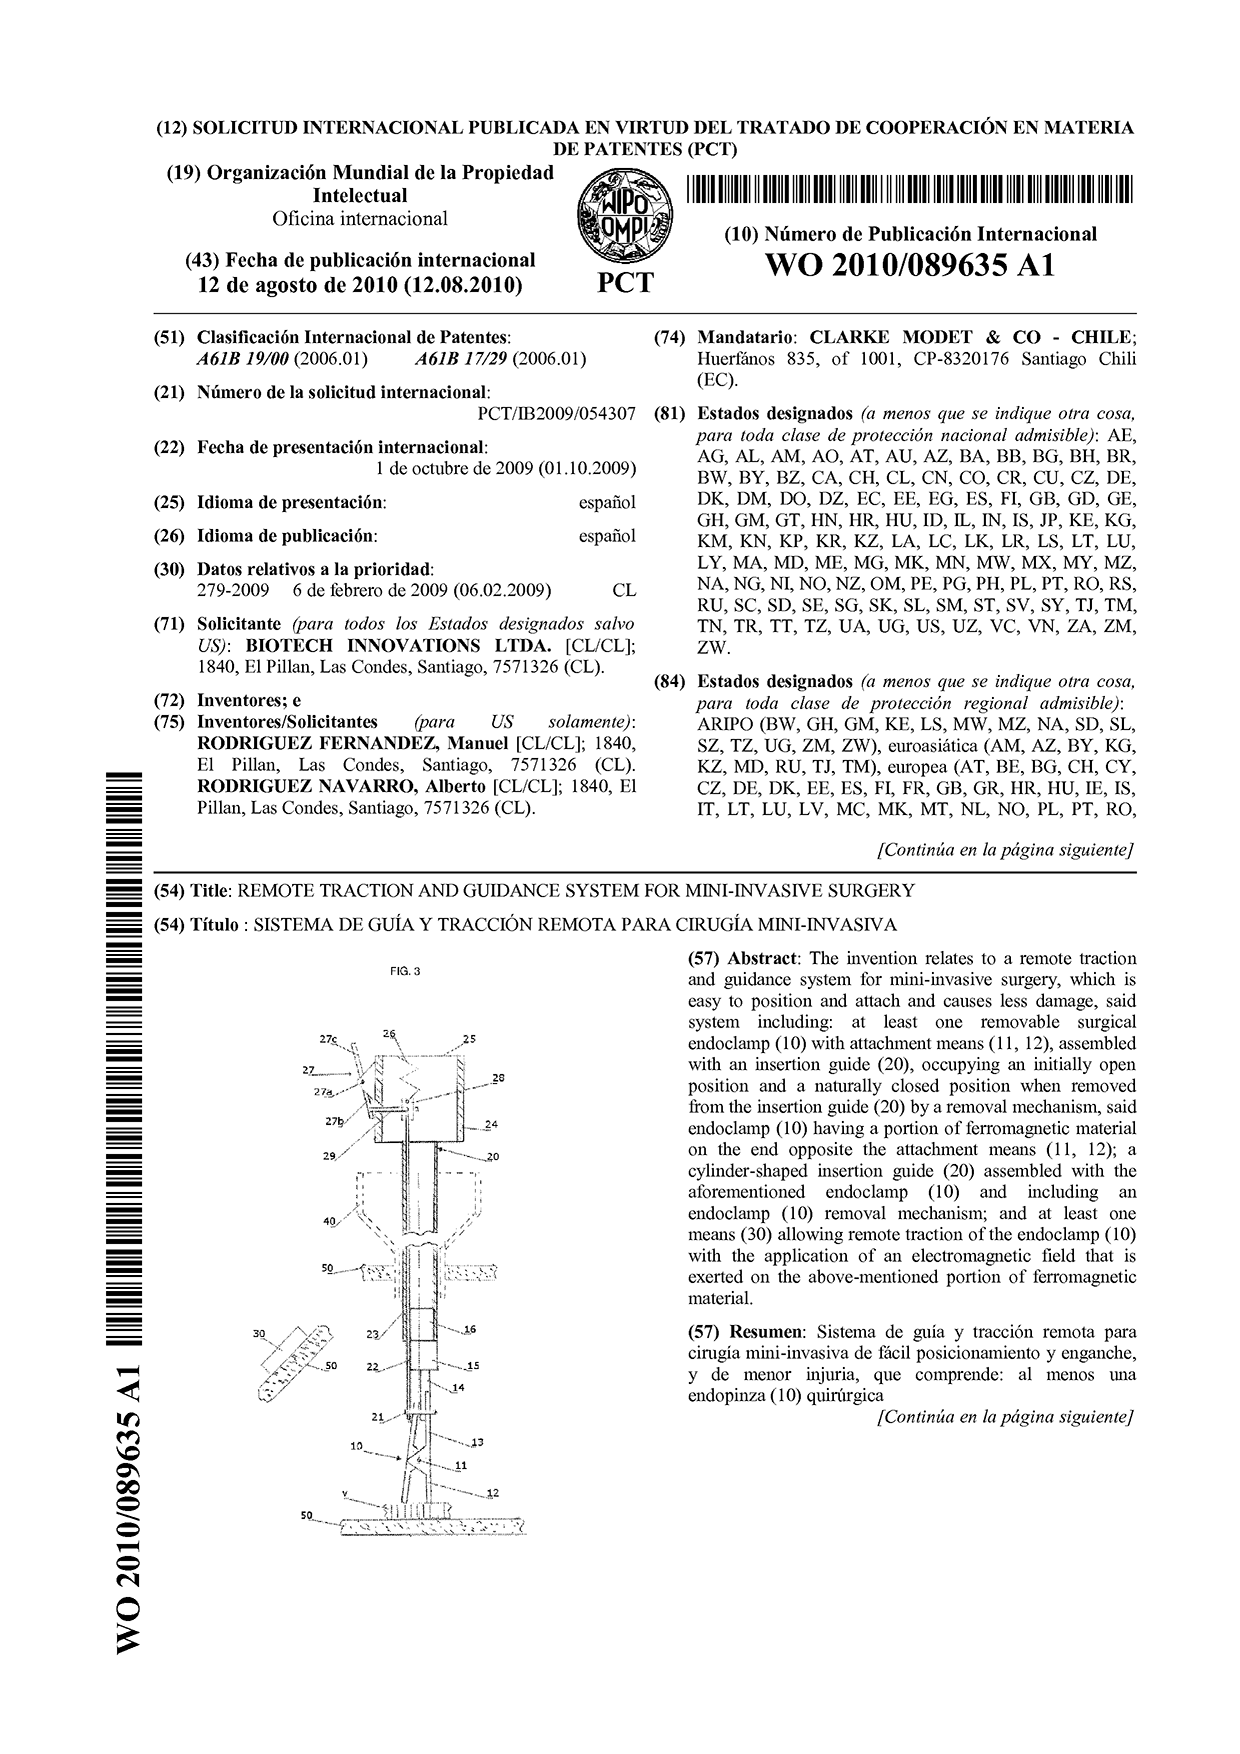 (12) SOLICITUD INTERNACIONAL PUBLICADA EN VIRTUD DEL TRATADO DE COOPERACIÓN EN MATERIA
DE PATENTES (PCT)
(19) Organización Mundial de la Propiedad
Intelectual
Oficina internacional
(43) Fecha de publicación internacional
12 de agosto de 2010 (12.08.2010)
WIPO
OMPI
PCT
(10) Número de Publicación Internacional
WO 2010/089635 A1
(51) Clasificación Internacional de Patentes:
A61B 19/00 (2006.01) A61B 17/29 (2006.01)
(21) Número de la solicitud internacional:
PCT/IB2009/054307
(22) Fecha de presentación internacional:
1 de octubre de 2009 (01.10.2009)
(25) Idioma de presentación: español
(26) Idioma de publicación: español
(30) Datos relativos a la prioridad:
279-2009 6 de febrero de 2009 (06.02.2009) CL
(71) Solicitante (para todos los Estados designados salvo
US): BIOTECH INNOVATIONS LTDA. [CL/CL];
1840, El Pillan, Las Condes, Santiago, 7571326 (CL).
(72) Inventores; e
(75) Inventores/Solicitantes (para US solamente):
RODRIGUEZ FERNANDEZ, Manuel [CL/CL]; 1840,
El Pillan, Las Condes, Santiago, 7571326 (CL).
RODRIGUEZ NAVARRO, Alberto [CL/CL]; 1840, El
Pillan, Las Condes, Santiago, 7571326 (CL).
(74) Mandatario: CLARKE MODET & CO - CHILE;
Huerfános 835, of 1001, CP-8320176 Santiago Chili
(EC).
(81) Estados designados (a menos que se indique otra cosa,
para toda clase de protección nacional admisible): AE,
AG, AL, AM, AO, AT, AU, AZ, BA, BB, BG, BH, BR,
BW, BY, BZ, CA, CH, CL, CN, CO, CR, CU, CZ, DE,
DK, DM, DO, DZ, EC, EE, EG, ES, FI, GB, GD, GE,
GH, GM, GT, HN, HR, HU, ID, IL, IN, IS, JP, KE, KG,
KM, KN, KP, KR, KZ, LA, LC, LK, LR, LS, LT, LU,
LY, MA, MD, ME, MG, MK, MN, MW, MX, MY, MZ,
NA, NG, NI, NO, NZ, OM, PE, PG, PH, PL, PT, RO, RS,
RU, SC, SD, SE, SG, SK, SL, SM, ST, SV, SY, TJ, TM,
TN, TR, TT, TZ, UA, UG, US, UZ, VC, VN, ZA, ZM,
ZW.
(84) Estados designados (a menos que se indique otra cosa,
para toda clase de protección regional admisible):
ARIPO (BW, GH, GM, KE, LS, MW, MZ, NA, SD, SL,
SZ, TZ, UG, ZM, ZW), euroasiática (AM, AZ, BY, KG,
KZ, MD, RU, TJ, TM), europea (AT, BE, BG, CH, CY,
CZ, DE, DK, EE, ES, FI, FR, GB, GR, HR, HU, IE, IS,
IT, LT, LU, LV, MC, MK, MT, NL, NO, PL, PT, RO,
[Continúa en la página siguiente]
(54) Title: REMOTE TRACTION AND GUIDANCE SYSTEM FOR MINI-INVASIVE SURGERY
(54) Título : SISTEMA DE GUÍA Y TRACCIÓN REMOTA PARA CIRUGÍA MINI-INVASIVA
FIG. 3
27c
26
25
27
28
27a
27b
24
29
20
40
50
30
23
16
50
22
15
14
21
13
10
11
12
v
50
(57) Abstract: The invention relates to a remote traction
and guidance system for mini-invasive surgery, which is
easy to position and attach and causes less damage, said
system including: at least one removable surgical
endoclamp (10) with attachment means (11, 12), assembled
with an insertion guide (20), occupying an initially open
position and a naturally closed position when removed
from the insertion guide (20) by a removal mechanism, said
endoclamp (10) having a portion of ferromagnetic material
on the end opposite the attachment means (11, 12); a
cylinder-shaped insertion guide (20) assembled with the
aforementioned endoclamp (10) and including an
endoclamp (10) removal mechanism; and at least one
means (30) allowing remote traction of the endoclamp (10)
with the application of an electromagnetic field that is
exerted on the above-mentioned portion of ferromagnetic
material.
(57) Resumen: Sistema de guía y tracción remota para
cirugía mini-invasiva de fácil posicionamiento y enganche,
y de menor injuria, que comprende: al menos una
endopinza (10) quirúrgica
[Continúa en la página siguiente]
WO 2010/089635 A1